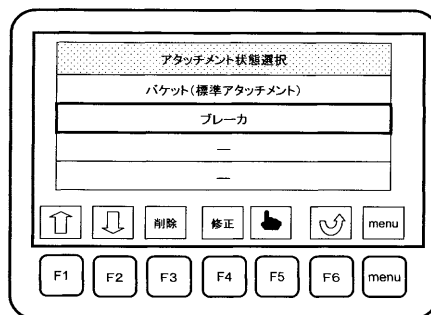 アタッチメント状態選択
バケット(標準アタッチメント)
ブレーカ
—
—
削除 修正 menu
F1 F2 F3 F4 F5 F6 menu